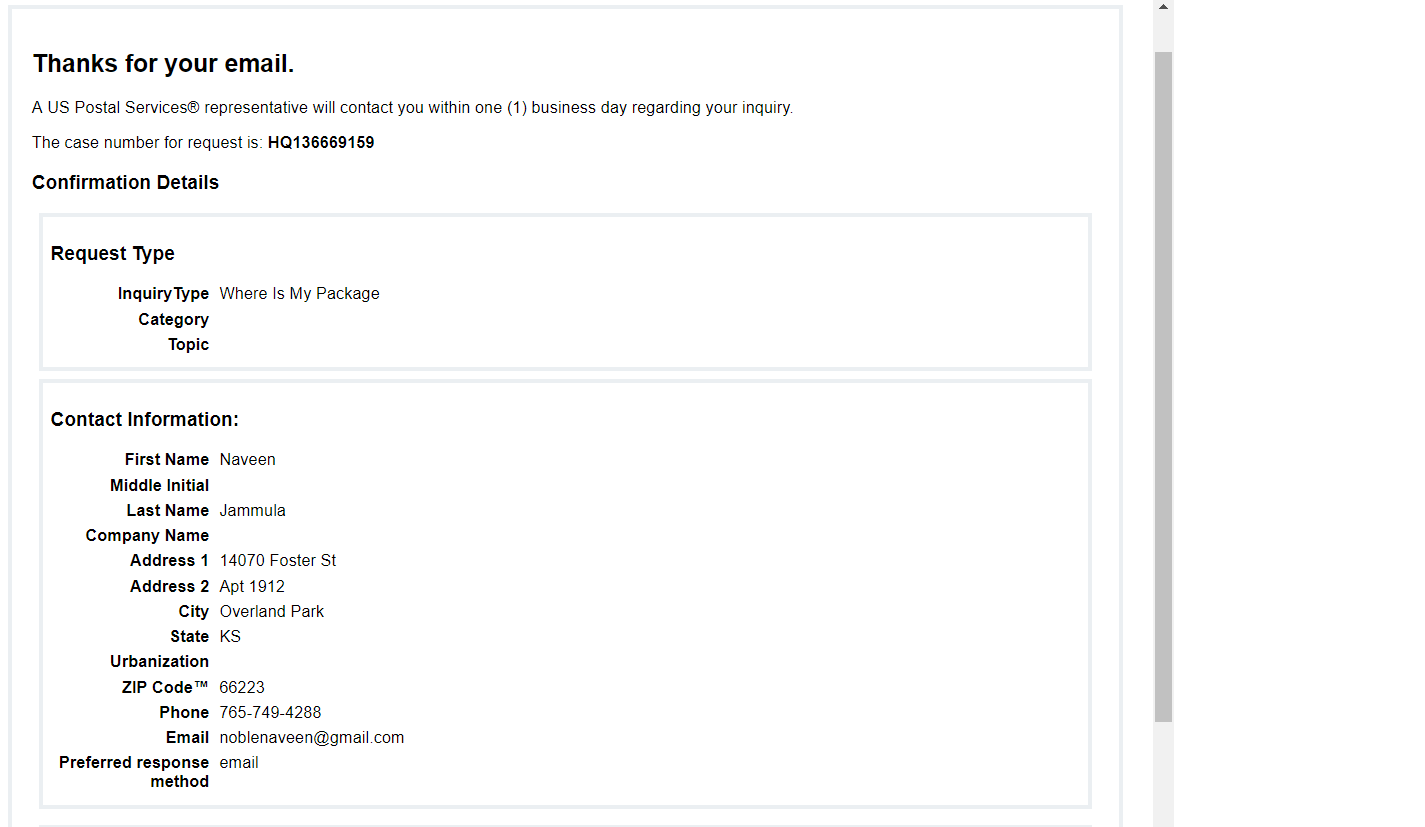 Thanks for your email.
A US Postal Services® representative will contact you within one (1) business day regarding your inquiry.
The case number for request is: HQ136669159
Confirmation Details
Request Type
InquiryType Where Is My Package
Category
Topic
Contact Information:
First Name Naveen
Middle Initial
Last Name Jammula
Company Name
Address 1 14070 Foster St
Address 2 Apt 1912
City Overland Park
State KS
Urbanization
ZIP Code™ 66223
Phone 765-749-4288
Email noblenaveen@gmail.com
Preferred response email
method